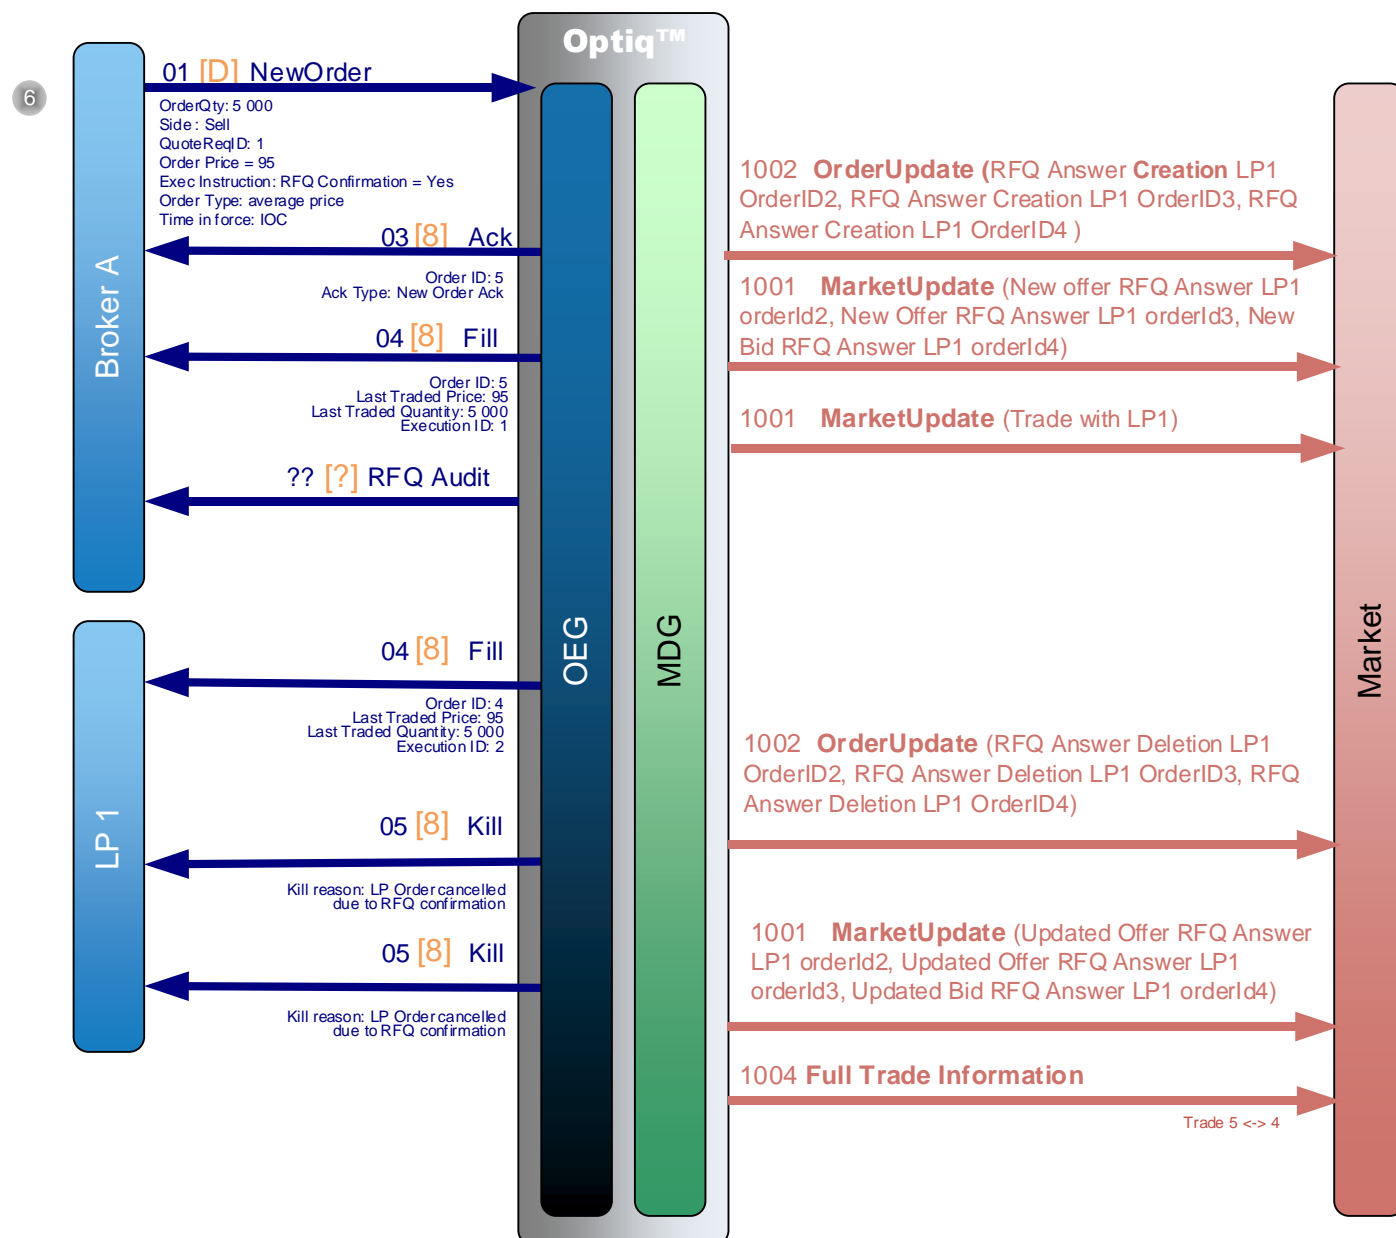 Optiq™
6
01 [D] NewOrder
OrderQty: 5 000
Side : Sell
QuoteReqID: 1
Order Price = 95
Exec Instruction: RFQ Confirmation = Yes
Order Type: average price
Time in force: IOC
03 [8] Ack
Order ID: 5
Ack Type: New Order Ack
04 [8] Fill
Order ID: 5
Last Traded Price: 95
Last Traded Quantity: 5 000
Execution ID: 1
?? [?] RFQ Audit
Broker A
04 [8] Fill
Order ID: 4
Last Traded Price: 95
Last Traded Quantity: 5 000
Execution ID: 2
05 [8] Kill
Kill reason: LP Order cancelled
due to RFQ confirmation
05 [8] Kill
Kill reason: LP Order cancelled
due to RFQ confirmation
LP 1
OEG
MDG
1002 OrderUpdate (RFQ Answer Creation LP1
OrderID2, RFQ Answer Creation LP1 OrderID3, RFQ
Answer Creation LP1 OrderID4 )
1001 MarketUpdate (New offer RFQ Answer LP1
orderId2, New Offer RFQ Answer LP1 orderId3, New
Bid RFQ Answer LP1 orderId4)
1001 MarketUpdate (Trade with LP1)
1002 OrderUpdate (RFQ Answer Deletion LP1
OrderID2, RFQ Answer Deletion LP1 OrderID3, RFQ
Answer Deletion LP1 OrderID4)
1001 MarketUpdate (Updated Offer RFQ Answer
LP1 orderId2, Updated Offer RFQ Answer LP1
orderId3, Updated Bid RFQ Answer LP1 orderId4)
1004 Full Trade Information
Trade 5 <-> 4
Market